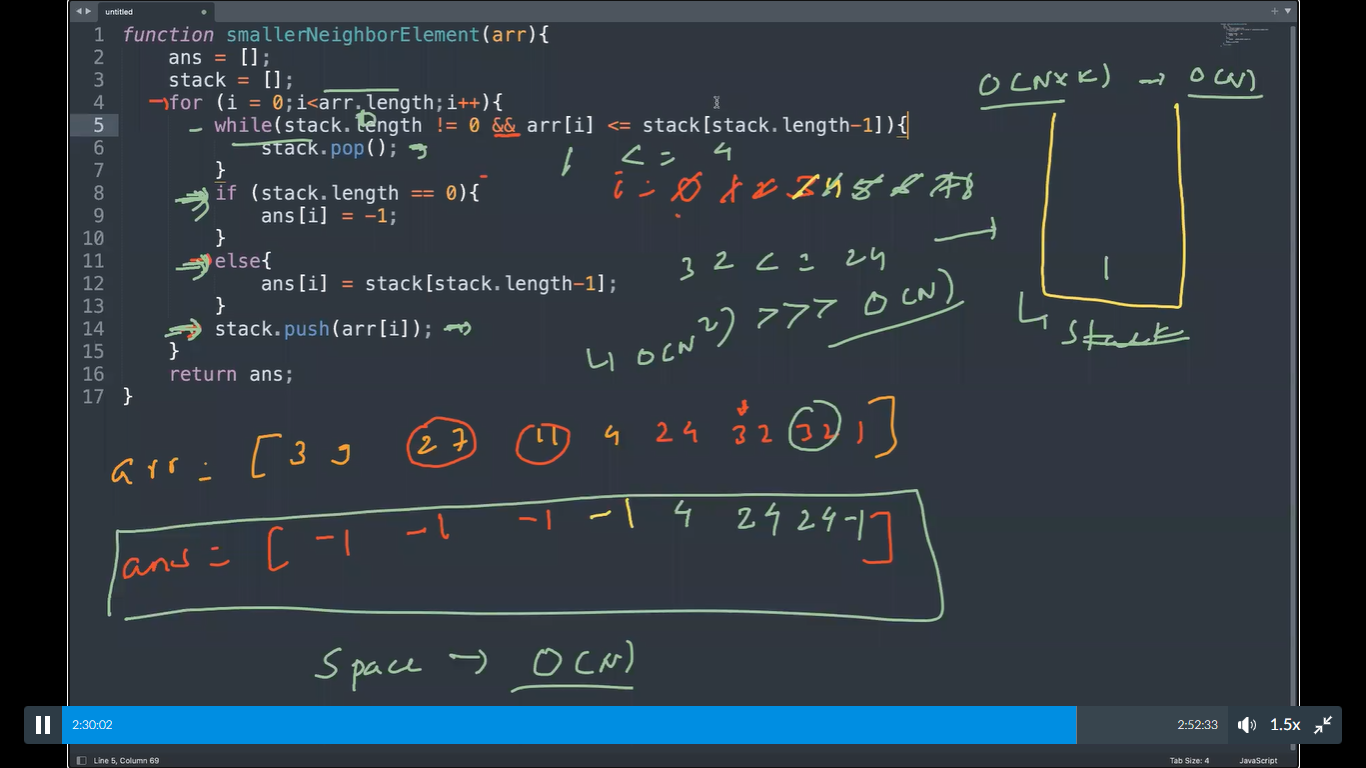 untitled
1 function smallerNeighborElement(arr){
2     ans = [];
3     stack = [];
4     for (i = 0;i<arr.length;i++){
5         while(stack.length != 0 && arr[i] <= stack[stack.length-1]){
6             stack.pop();
7         }
8         if (stack.length == 0){
9             ans[i] = -1;
10         }
11         else{
12             ans[i] = stack[stack.length-1];
13         }
14         stack.push(arr[i]);
15     }
16     return ans;
17 }
O(N×K) → O(N)
1 <= 4
i = 0 1 2 3 4 5 6 7 8
32 <= 24
1
↳ O(N²) >>> O(N)
↳ Stack
arr = [ 39 27 11 4 24 32 32 1 ]
ans = [ -1 -1 -1 -1 4 24 24 -1 ]
Space → O(N)
2:30:02
2:52:33
1.5x
Line 5, Column 69
Tab Size: 4
JavaScript